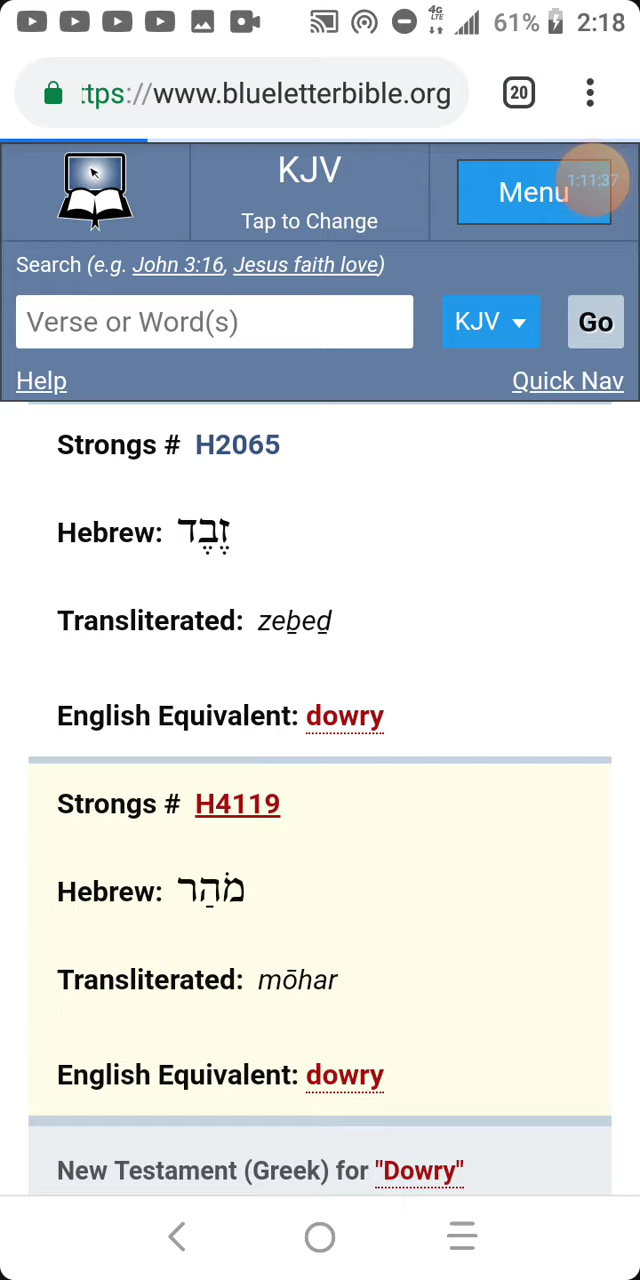 4G
LTE
61%
2:18
ttps://www.blueletterbible.org
20
KJV
Tap to Change
Menu
1:11:37
Search (e.g. John 3:16, Jesus faith love)
Verse or Word(s)
KJV
Go
Help
Quick Nav
Strongs # H2065
Hebrew: זֶבֶד
Transliterated: zeḇeḏ
English Equivalent: dowry
Strongs # H4119
Hebrew: מֹהַר
Transliterated: mōhar
English Equivalent: dowry
New Testament (Greek) for "Dowry"